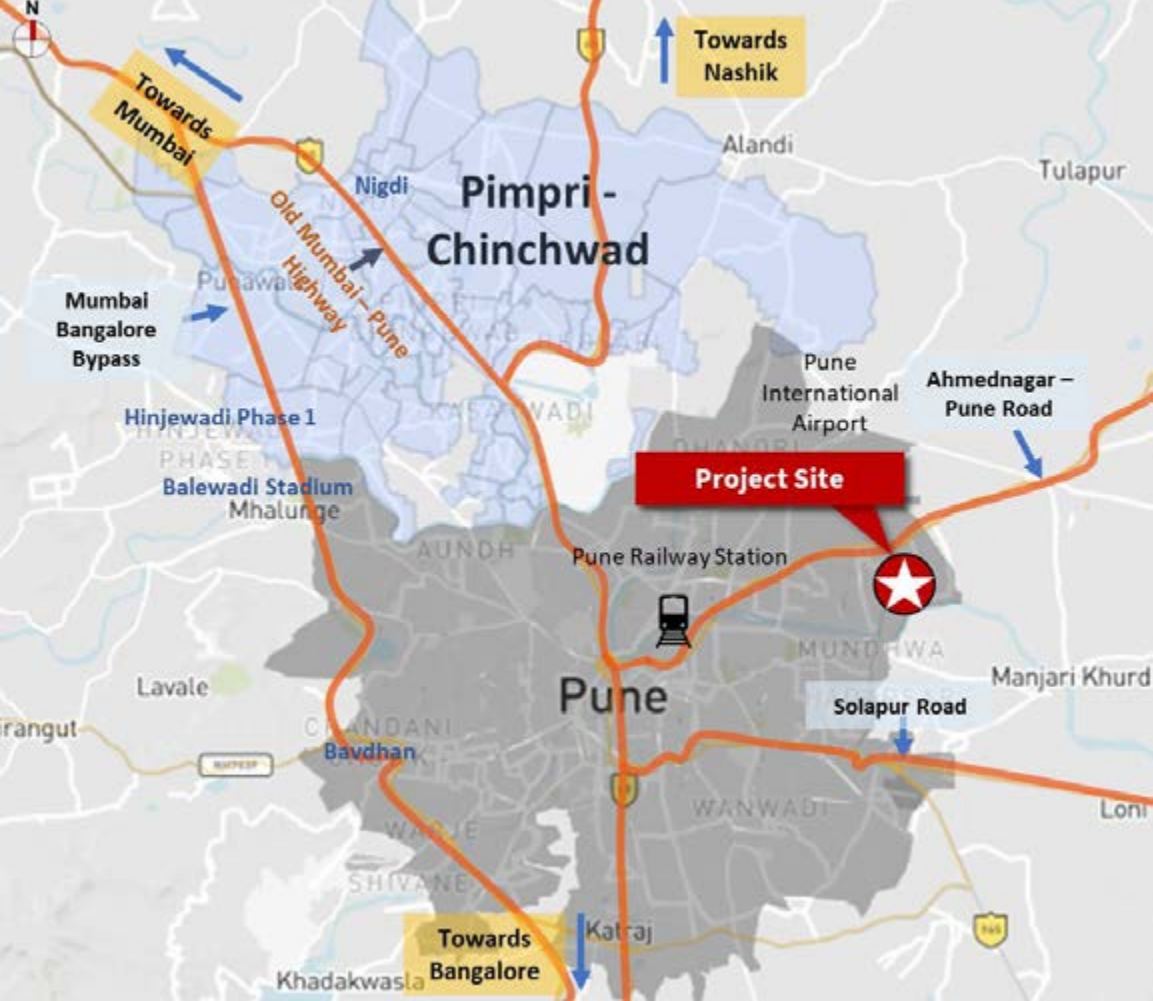 N
Towards
Nashik
Towards
Mumbai
Alandi
Tulapur
Nigdi
Pimpri -
Chinchwad
Old Mumbai – Pune
Highway
Mumbai
Bangalore
Bypass
Pune
International
Airport
Ahmednagar –
Pune Road
Hinjewadi Phase 1
PHASE
Balewadi Stadium
Mhalunge
Project Site
AUNDH
Pune Railway Station
MUNDHWA
Manjari Khurd
Lavale
Pune
Solapur Road
irangut
Bavdhan
WANWADI
Loni
WARJE
SHIVANE
Towards
Bangalore
Katraj
Khadakwasla